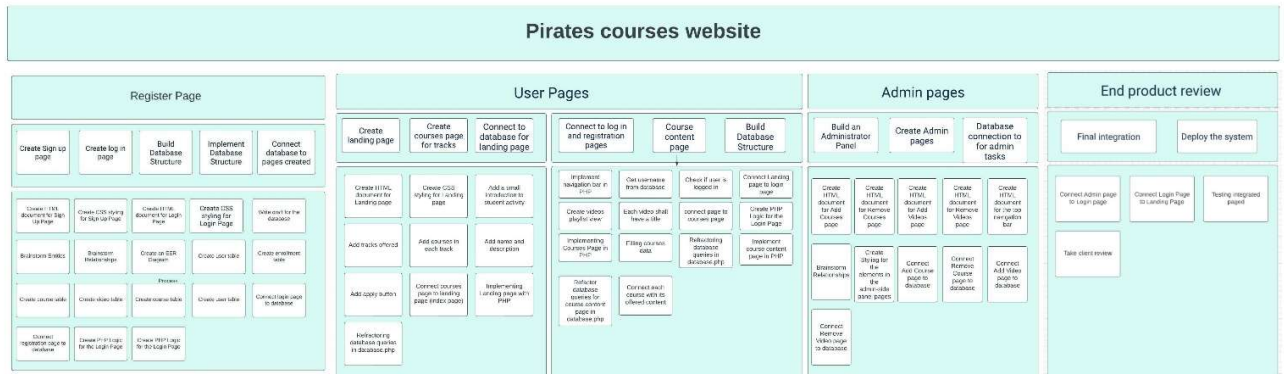 Pirates courses website
Register Page
Create Sign up
page
Create log in
page
Build
Database
Structure
Implement
Database
Structure
Connect
database to
pages created
Create HTML
document for Sign
Up Page
Create CSS styling
for Sign Up Page
Create HTML
document for Login
Page
Create CSS
styling for
Login Page
Write start for the
database
Brainstorm Entities
Brainstorm
Relationships
Create an EER
Diagram
Create user table
Create enrollment
table
Process
Create course table
Create video table
Create course table
Create user table
Connect login page to
database
Connect
registration page to
database
Create PHP Logic
for the Login Page
Create PHP Logic
for the Login Page
User Pages
Create
landing page
Create
courses page
for tracks
Connect to
database for
landing page
Create HTML
document for
Landing page
Create CSS
styling for Landing
page
Add a small
introduction to
student activity
Add tracks offered
Add courses in
each track
Add name and
description
Add apply button
Connect courses
page to landing
page (index page)
Implementing
Landing page with
PHP
Refractoring
database queries
in database.php
Connect to log in
and registration
pages
Course
content
page
Build
Database
Structure
Implement
navigation bar in
PHP
Get username
from database
Check if user is
logged in
Connect Landing
page to login
page
Create videos
playlist view
Each video shall
have a title
connect page to
courses page
Create PHP
Logic for the
Login Page
Implementing
Courses Page in
PHP
Filling courses
data
Refractoring
database
queries in
database.php
Implement
course content
page in PHP
Refactor
database queries
for course content
page in
database.php
Connect each
course with its
offered content
Admin pages
Build an
Administrator
Panel
Create Admin
pages
Database
connection to
for admin
tasks
Create
HTML
document
for Add
Courses
page
Create
HTML
document
for Remove
Courses
page
Create
HTML
document
for Add
Videos
page
Create
HTML
document
for Remove
Videos
page
Create
HTML
document
for the top
navigation
bar
Brainstorm
Relationships
Create
styling for
the
elements in
the
admin-side
panel pages
Connect
Add Course
page to
database
Connect
Remove
Course
page to
database
Connect
Add Video
page to
database
Connect
Remove
Video page
to database
End product review
Final integration
Deploy the system
Connect Admin page
to Login page
Connect Login Page
to Landing Page
Testing integrated
paged
Take client review